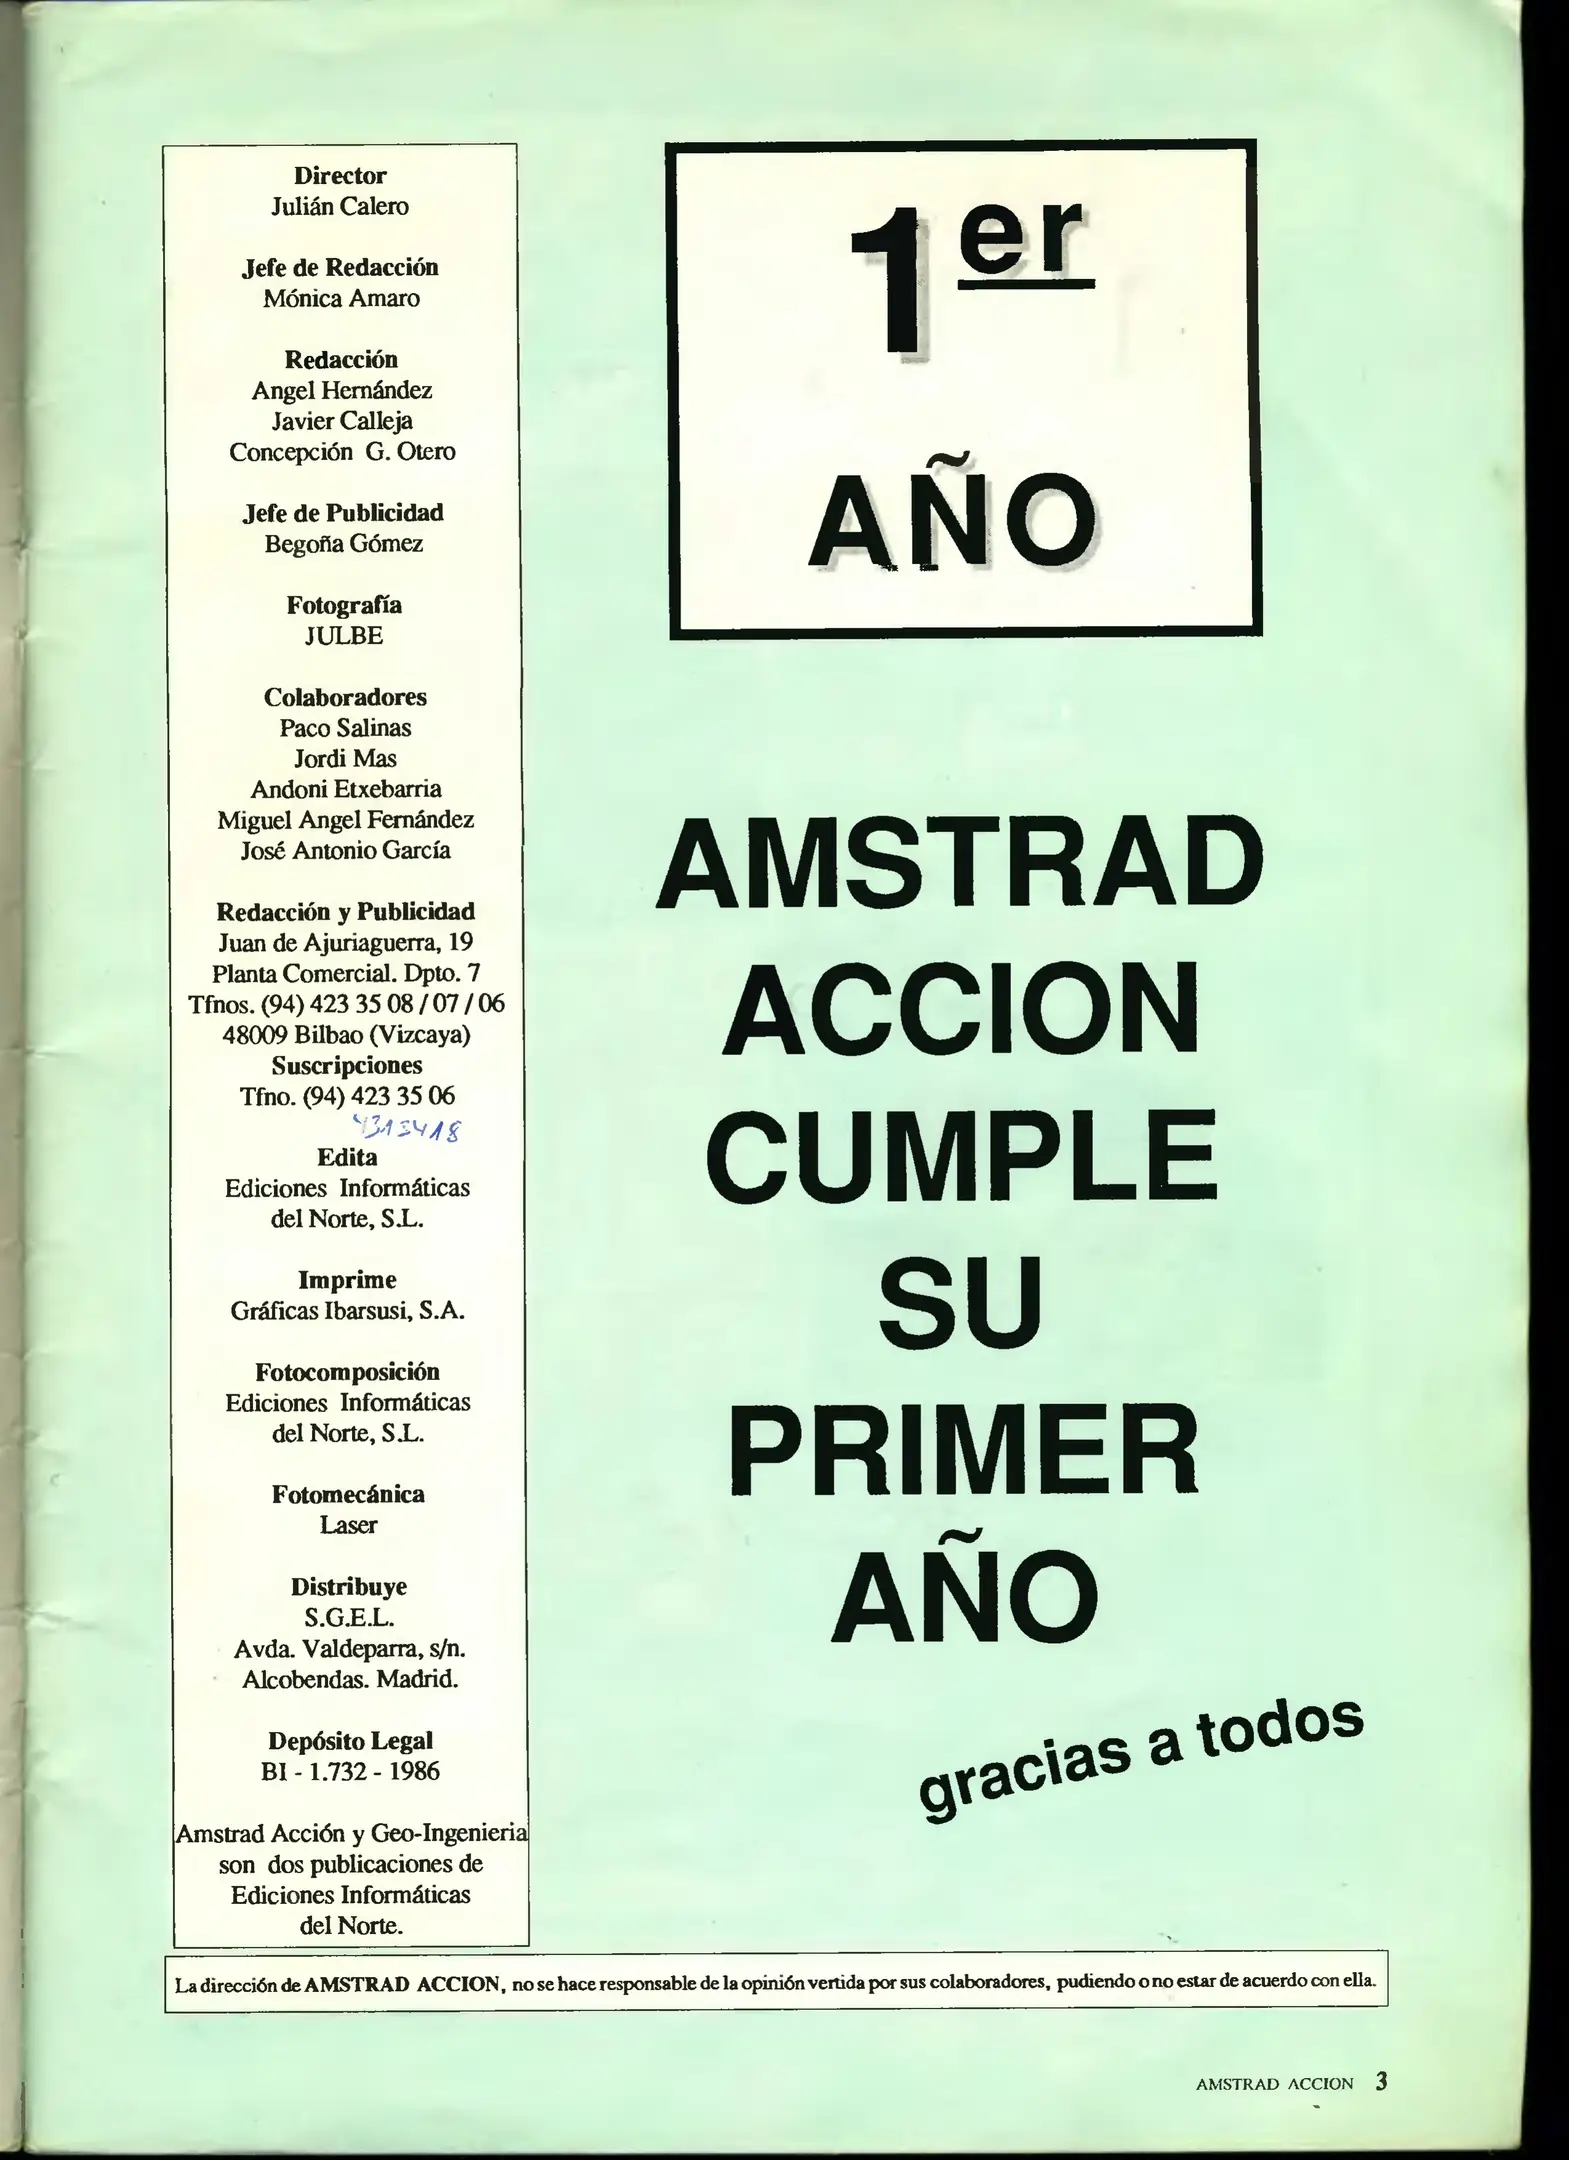 Director
Julián Calero
Jefe de Redacción
Mónica Amaro
Redacción
Angel Hernández
Javier Calleja
Concepción G. Otero
Jefe de Publicidad
Begoña Gómez
Fotografía
JULBE
Colaboradores
Paco Salinas
Jordi Mas
Andoni Etxebarria
Miguel Angel Fernández
José Antonio García
Redacción y Publicidad
Juan de Ajuriaguerra, 19
Planta Comercial. Dpto. 7
Tfnos. (94) 423 35 08 / 07 / 06
48009 Bilbao (Vizcaya)
Suscripciones
Tfno. (94) 423 35 06
4313418
Edita
Ediciones Informáticas
del Norte, S.L.
Imprime
Gráficas Ibarsusi, S.A.
Fotocomposición
Ediciones Informáticas
del Norte, S.L.
Fotomecánica
Laser
Distribuye
S.G.E.L.
Avda. Valdeparra, s/n.
Alcobendas. Madrid.
Depósito Legal
BI - 1.732 - 1986
Amstrad Acción y Geo-Ingenieria
son dos publicaciones de
Ediciones Informáticas
del Norte.
1er
AÑO
AMSTRAD
ACCION
CUMPLE
SU
PRIMER
AÑO
gracias a todos
La dirección de AMSTRAD ACCION, no se hace responsable de la opinión vertida por sus colaboradores, pudiendo o no estar de acuerdo con ella.
AMSTRAD ACCION 3